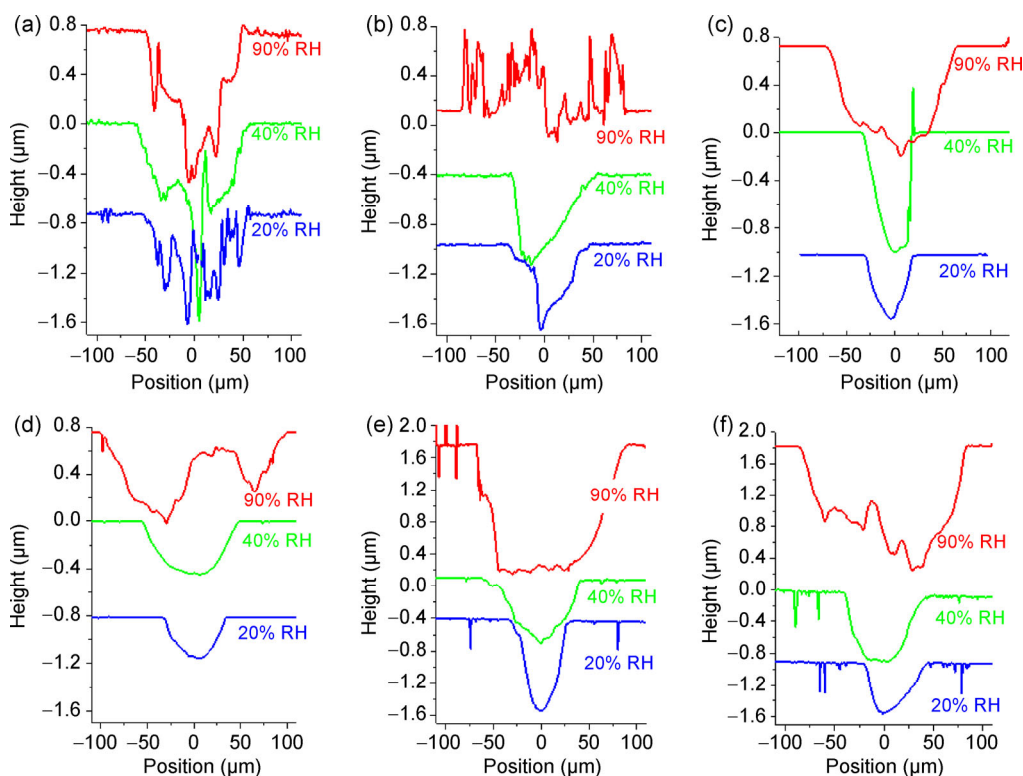 (a)
0.8
0.4
0.0
−0.4
−0.8
−1.2
−1.6
Height (µm)
90% RH
40% RH
20% RH
−100 −50 0 50 100
Position (µm)
(b)
0.8
0.4
0.0
−0.4
−0.8
−1.2
−1.6
Height (µm)
90% RH
40% RH
20% RH
−100 −50 0 50 100
Position (µm)
(c)
0.8
0.4
0.0
−0.4
−0.8
−1.2
−1.6
Height (µm)
90% RH
40% RH
20% RH
−100 −50 0 50 100
Position (µm)
(d)
0.8
0.4
0.0
−0.4
−0.8
−1.2
−1.6
Height (µm)
90% RH
40% RH
20% RH
−100 −50 0 50 100
Position (µm)
(e)
2.0
1.6
1.2
0.8
0.4
0.0
−0.4
−0.8
−1.2
−1.6
Height (µm)
90% RH
40% RH
20% RH
−100 −50 0 50 100
Position (µm)
(f)
2.0
1.6
1.2
0.8
0.4
0.0
−0.4
−0.8
−1.2
−1.6
Height (µm)
90% RH
40% RH
20% RH
−100 −50 0 50 100
Position (µm)